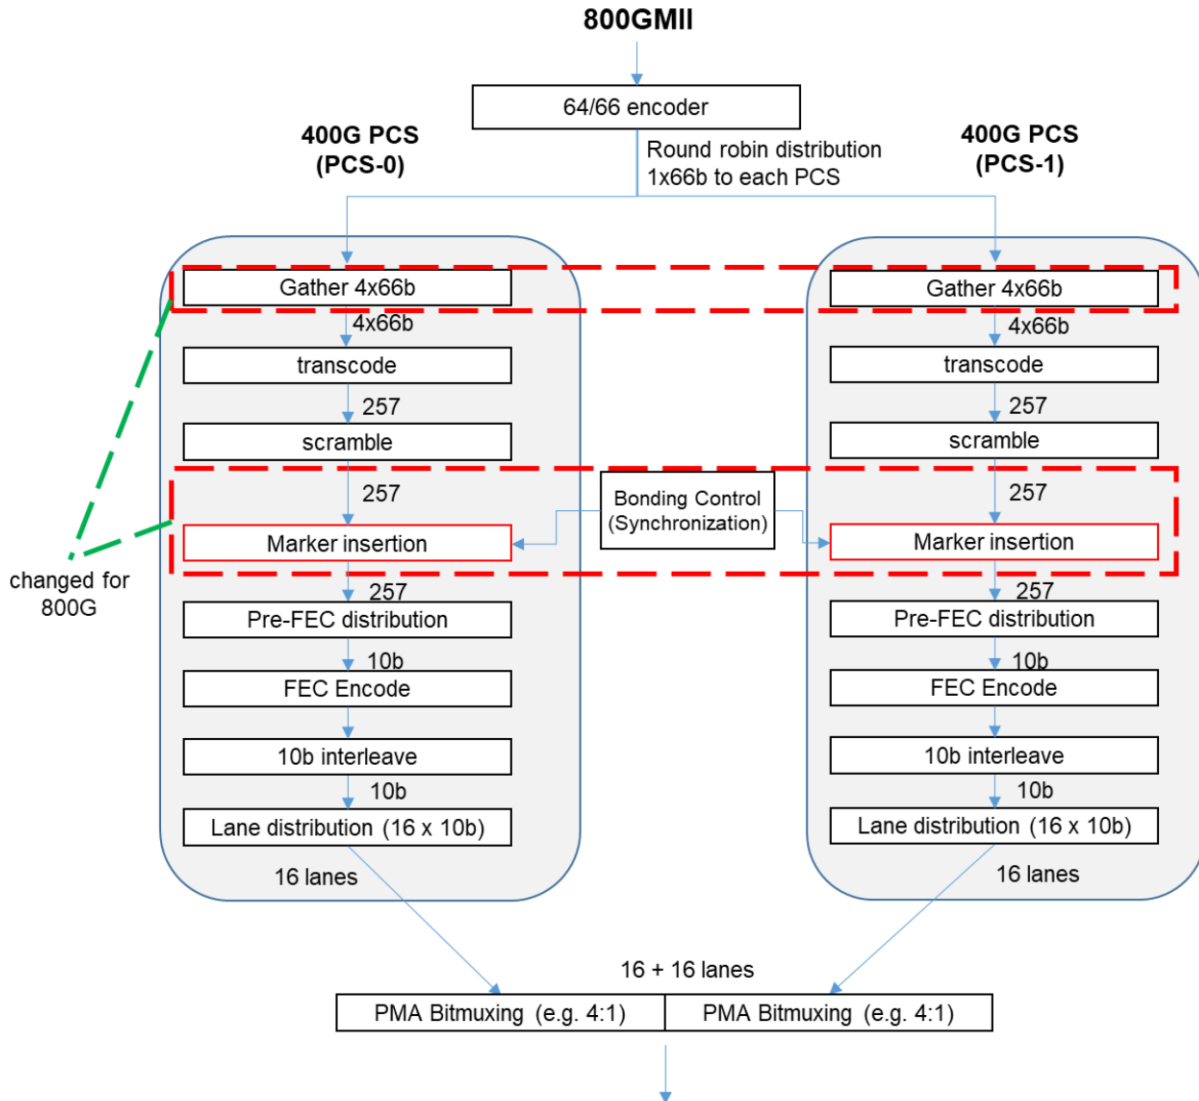 800GMII
64/66 encoder
400G PCS
(PCS-0)
Round robin distribution
1x66b to each PCS
400G PCS
(PCS-1)
Gather 4x66b
4x66b
transcode
257
scramble
257
Marker insertion
257
Pre-FEC distribution
10b
FEC Encode
10b interleave
10b
Lane distribution (16 x 10b)
16 lanes
changed for
800G
Bonding Control
(Synchronization)
Gather 4x66b
4x66b
transcode
257
scramble
257
Marker insertion
257
Pre-FEC distribution
10b
FEC Encode
10b interleave
10b
Lane distribution (16 x 10b)
16 lanes
16 + 16 lanes
PMA Bitmuxing (e.g. 4:1)
PMA Bitmuxing (e.g. 4:1)